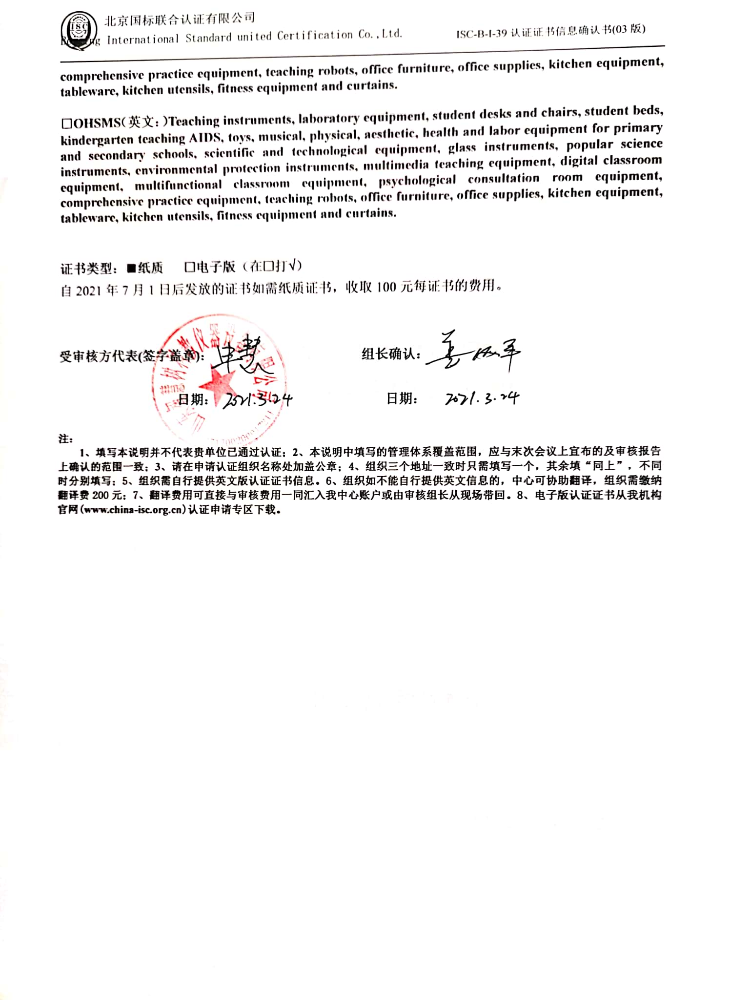 北京国标联合认证有限公司
Beijing International Standard united Certification Co.,Ltd.
ISC-B-I-39 认证证书信息确认书(03 版)
comprehensive practice equipment, teaching robots, office furniture, office supplies, kitchen equipment,
tableware, kitchen utensils, fitness equipment and curtains.
□OHSMS(英文:)Teaching instruments, laboratory equipment, student desks and chairs, student beds,
kindergarten teaching AIDS, toys, musical, physical, aesthetic, health and labor equipment for primary
and secondary schools, scientific and technological equipment, glass instruments, popular science
instruments, environmental protection instruments, multimedia teaching equipment, digital classroom
equipment, multifunctional classroom equipment, psychological consultation room equipment,
comprehensive practice equipment, teaching robots, office furniture, office supplies, kitchen equipment,
tableware, kitchen utensils, fitness equipment and curtains.
证书类型: ■纸质 □电子版（在□打√）
自 2021 年 7 月 1 日后发放的证书如需纸质证书，收取 100 元每证书的费用。
受审核方代表(签字盖章): 申慧 组长确认: 姜
日期: 2021.3.24 日期: 2021.3.24
注:
1、填写本说明并不代表贵单位已通过认证；2、本说明中填写的管理体系覆盖范围，应与末次会议上宣布的及审核报告
上确认的范围一致；3、请在申请认证组织名称处加盖公章；4、组织三个地址一致时只需填写一个，其余填“同上”，不同
时分别填写；5、组织需自行提供英文版认证证书信息。6、组织如不能自行提供英文信息的，中心可协助翻译，组织需缴纳
翻译费 200 元；7、翻译费用可直接与审核费用一同汇入我中心账户或由审核组长从现场带回。8、电子版认证证书从我机构
官网(www.china-isc.org.cn)认证申请专区下载。